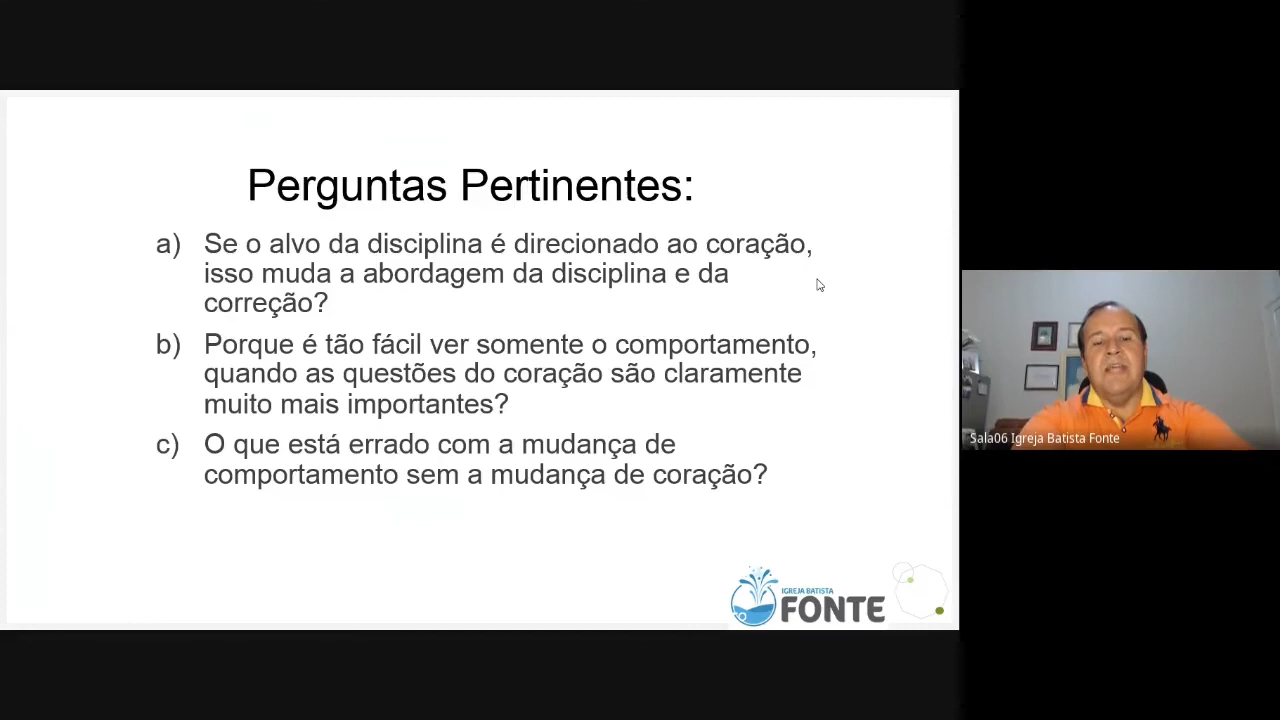 Perguntas Pertinentes:
a) Se o alvo da disciplina é direcionado ao coração,
isso muda a abordagem da disciplina e da
correção?
b) Porque é tão fácil ver somente o comportamento,
quando as questões do coração são claramente
muito mais importantes?
c) O que está errado com a mudança de
comportamento sem a mudança de coração?
IGREJA BATISTA
FONTE
Sala06 Igreja Batista Fonte